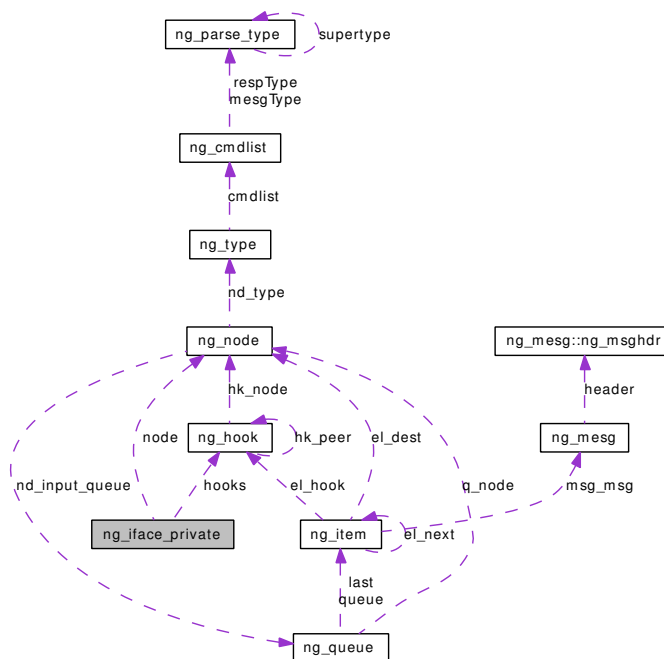 ng_parse_type
supertype
respType
mesgType
ng_cmdlist
cmdlist
ng_type
nd_type
ng_node
ng_mesg::ng_msghdr
hk_node
header
node
ng_hook
hk_peer
el_dest
ng_mesg
nd_input_queue
hooks
el_hook
q_node
msg_msg
ng_iface_private
ng_item
el_next
last
queue
ng_queue